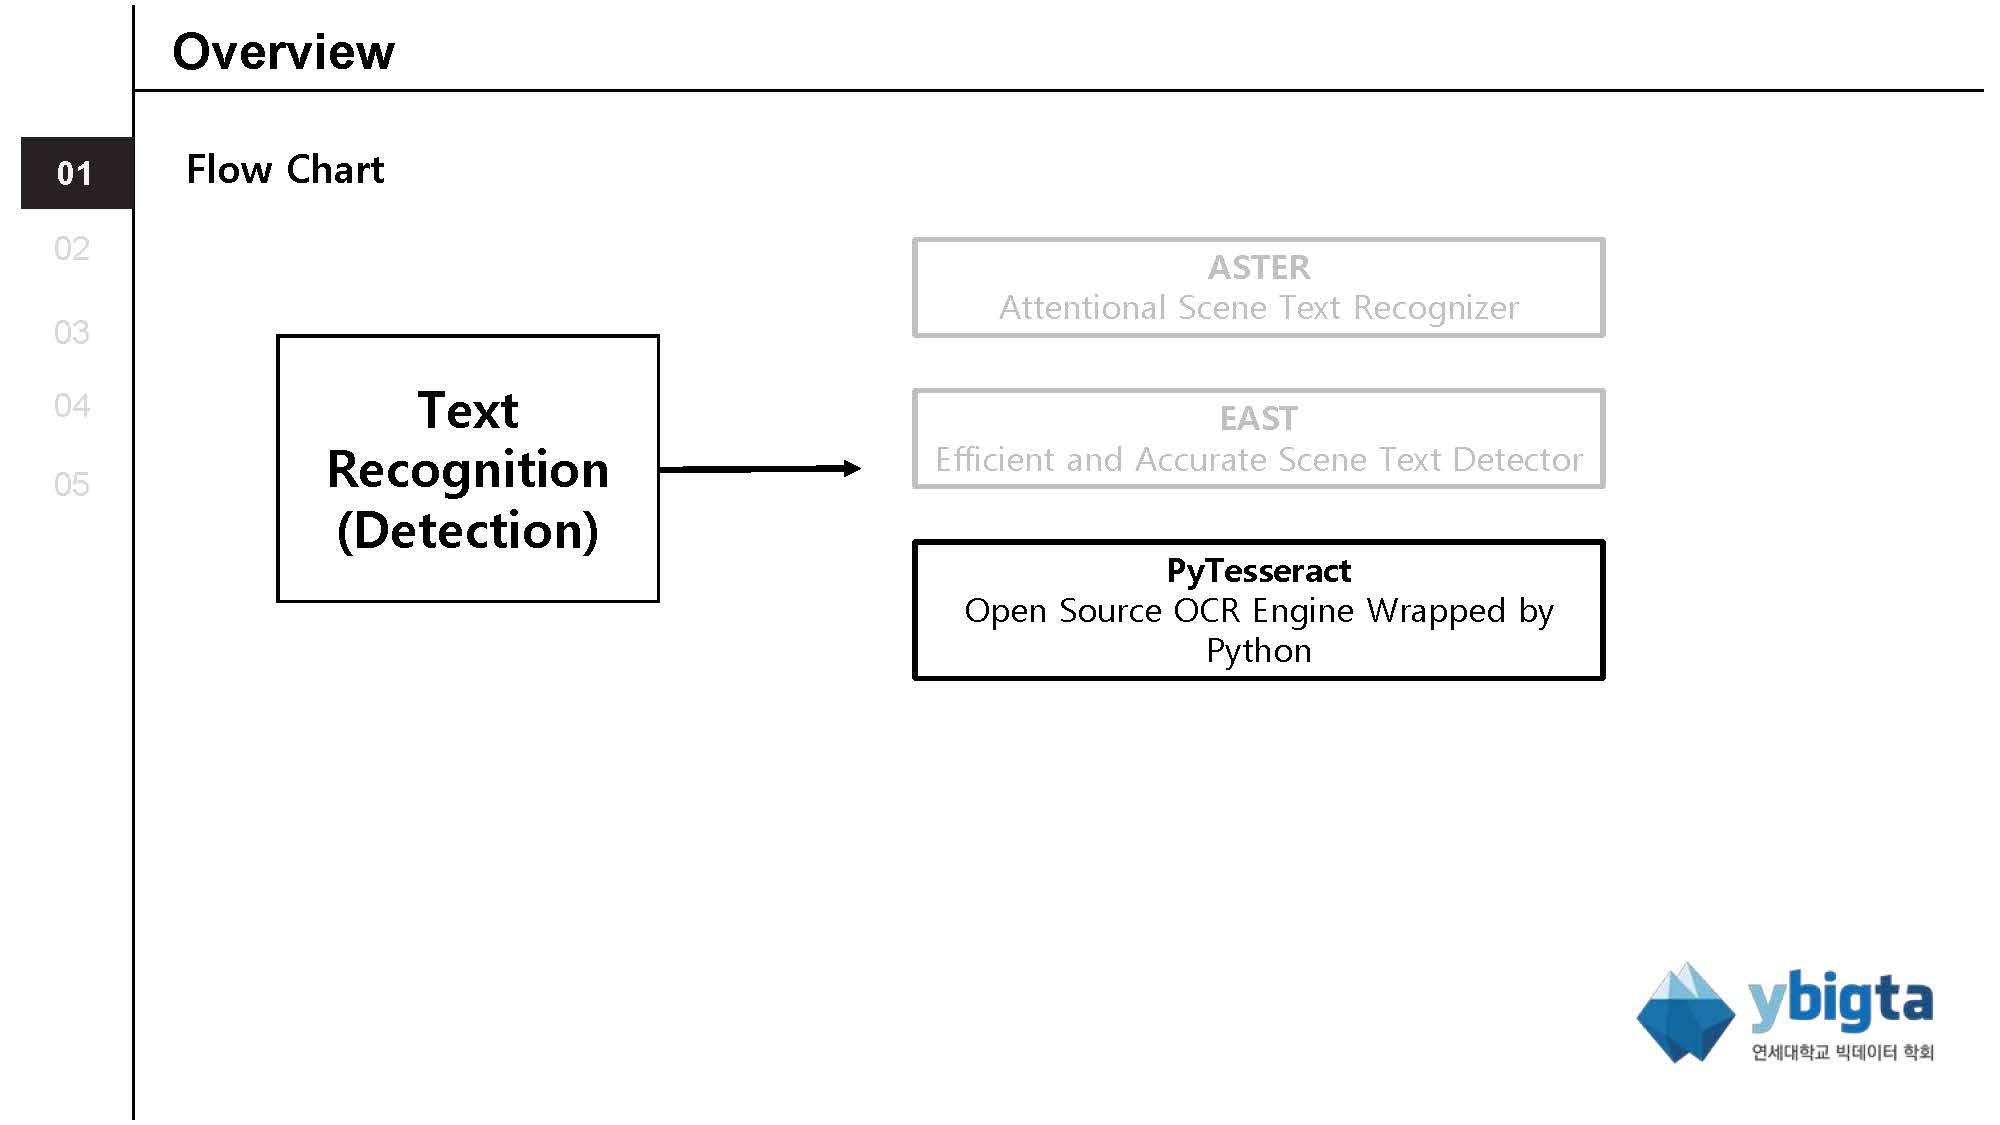 Overview
01
02
03
04
05
Flow Chart
Text
Recognition
(Detection)
ASTER
Attentional Scene Text Recognizer
EAST
Efficient and Accurate Scene Text Detector
PyTesseract
Open Source OCR Engine Wrapped by
Python
ybigta
연세대학교 빅데이터 학회